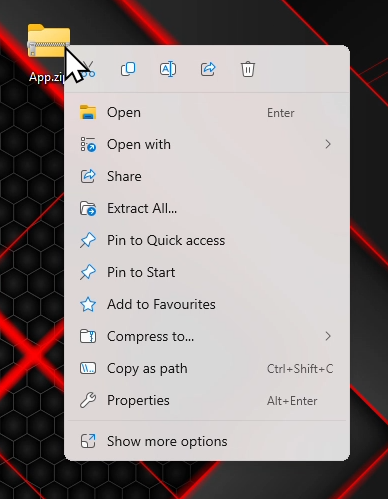 App.zip
Open Enter
Open with
Share
Extract All...
Pin to Quick access
Pin to Start
Add to Favourites
Compress to...
Copy as path Ctrl+Shift+C
Properties Alt+Enter
Show more options